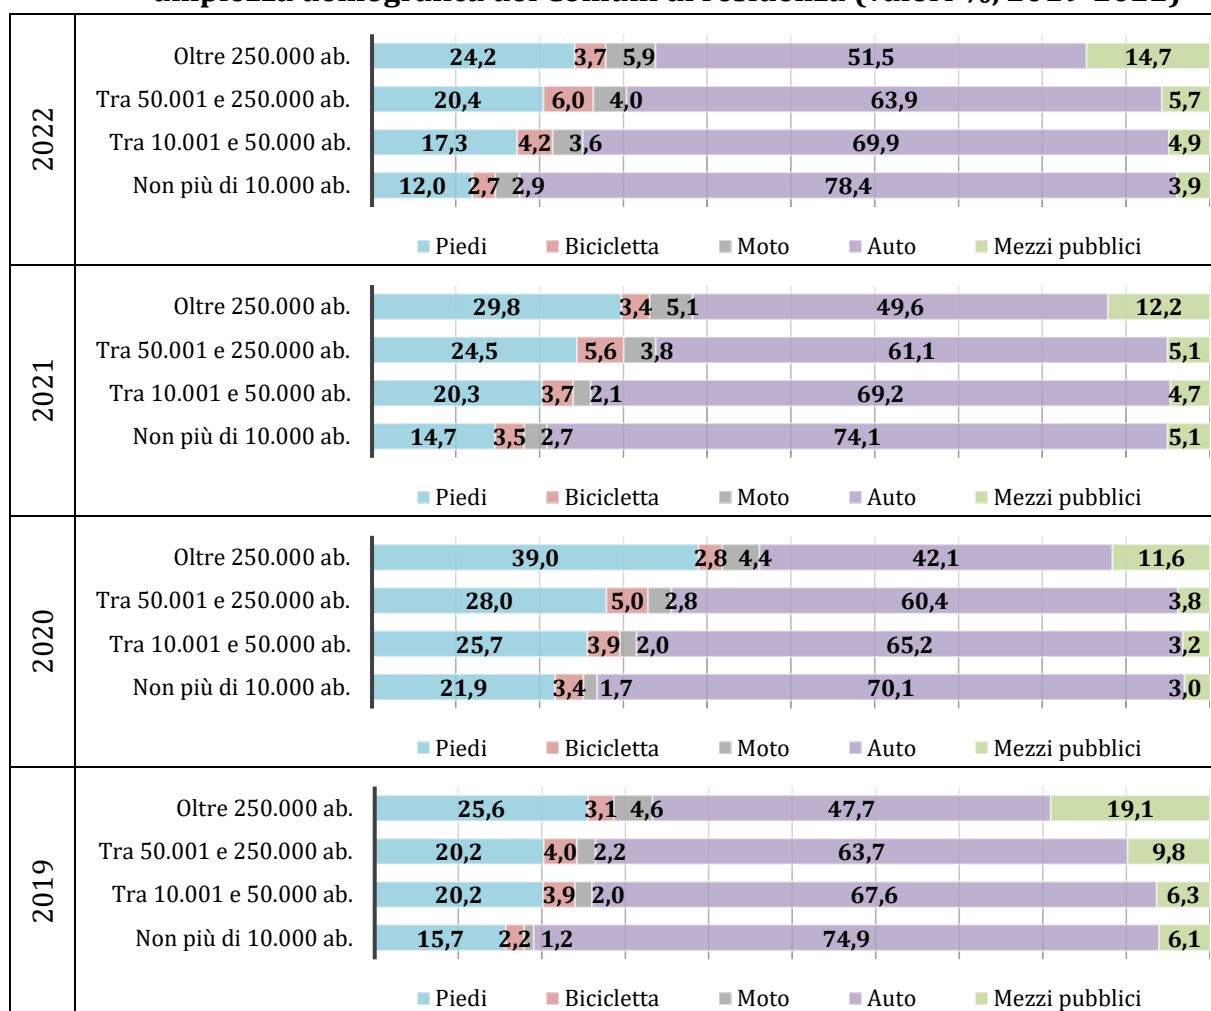 ampiezza demografica dei Comuni di residenza (valori %, 2019-2022)
2022
Oltre 250.000 ab. 24,2 3,7 5,9 51,5 14,7
Tra 50.001 e 250.000 ab. 20,4 6,0 4,0 63,9 5,7
Tra 10.001 e 50.000 ab. 17,3 4,2 3,6 69,9 4,9
Non più di 10.000 ab. 12,0 2,7 2,9 78,4 3,9
Piedi Bicicletta Moto Auto Mezzi pubblici
2021
Oltre 250.000 ab. 29,8 3,4 5,1 49,6 12,2
Tra 50.001 e 250.000 ab. 24,5 5,6 3,8 61,1 5,1
Tra 10.001 e 50.000 ab. 20,3 3,7 2,1 69,2 4,7
Non più di 10.000 ab. 14,7 3,5 2,7 74,1 5,1
Piedi Bicicletta Moto Auto Mezzi pubblici
2020
Oltre 250.000 ab. 39,0 2,8 4,4 42,1 11,6
Tra 50.001 e 250.000 ab. 28,0 5,0 2,8 60,4 3,8
Tra 10.001 e 50.000 ab. 25,7 3,9 2,0 65,2 3,2
Non più di 10.000 ab. 21,9 3,4 1,7 70,1 3,0
Piedi Bicicletta Moto Auto Mezzi pubblici
2019
Oltre 250.000 ab. 25,6 3,1 4,6 47,7 19,1
Tra 50.001 e 250.000 ab. 20,2 4,0 2,2 63,7 9,8
Tra 10.001 e 50.000 ab. 20,2 3,9 2,0 67,6 6,3
Non più di 10.000 ab. 15,7 2,2 1,2 74,9 6,1
Piedi Bicicletta Moto Auto Mezzi pubblici